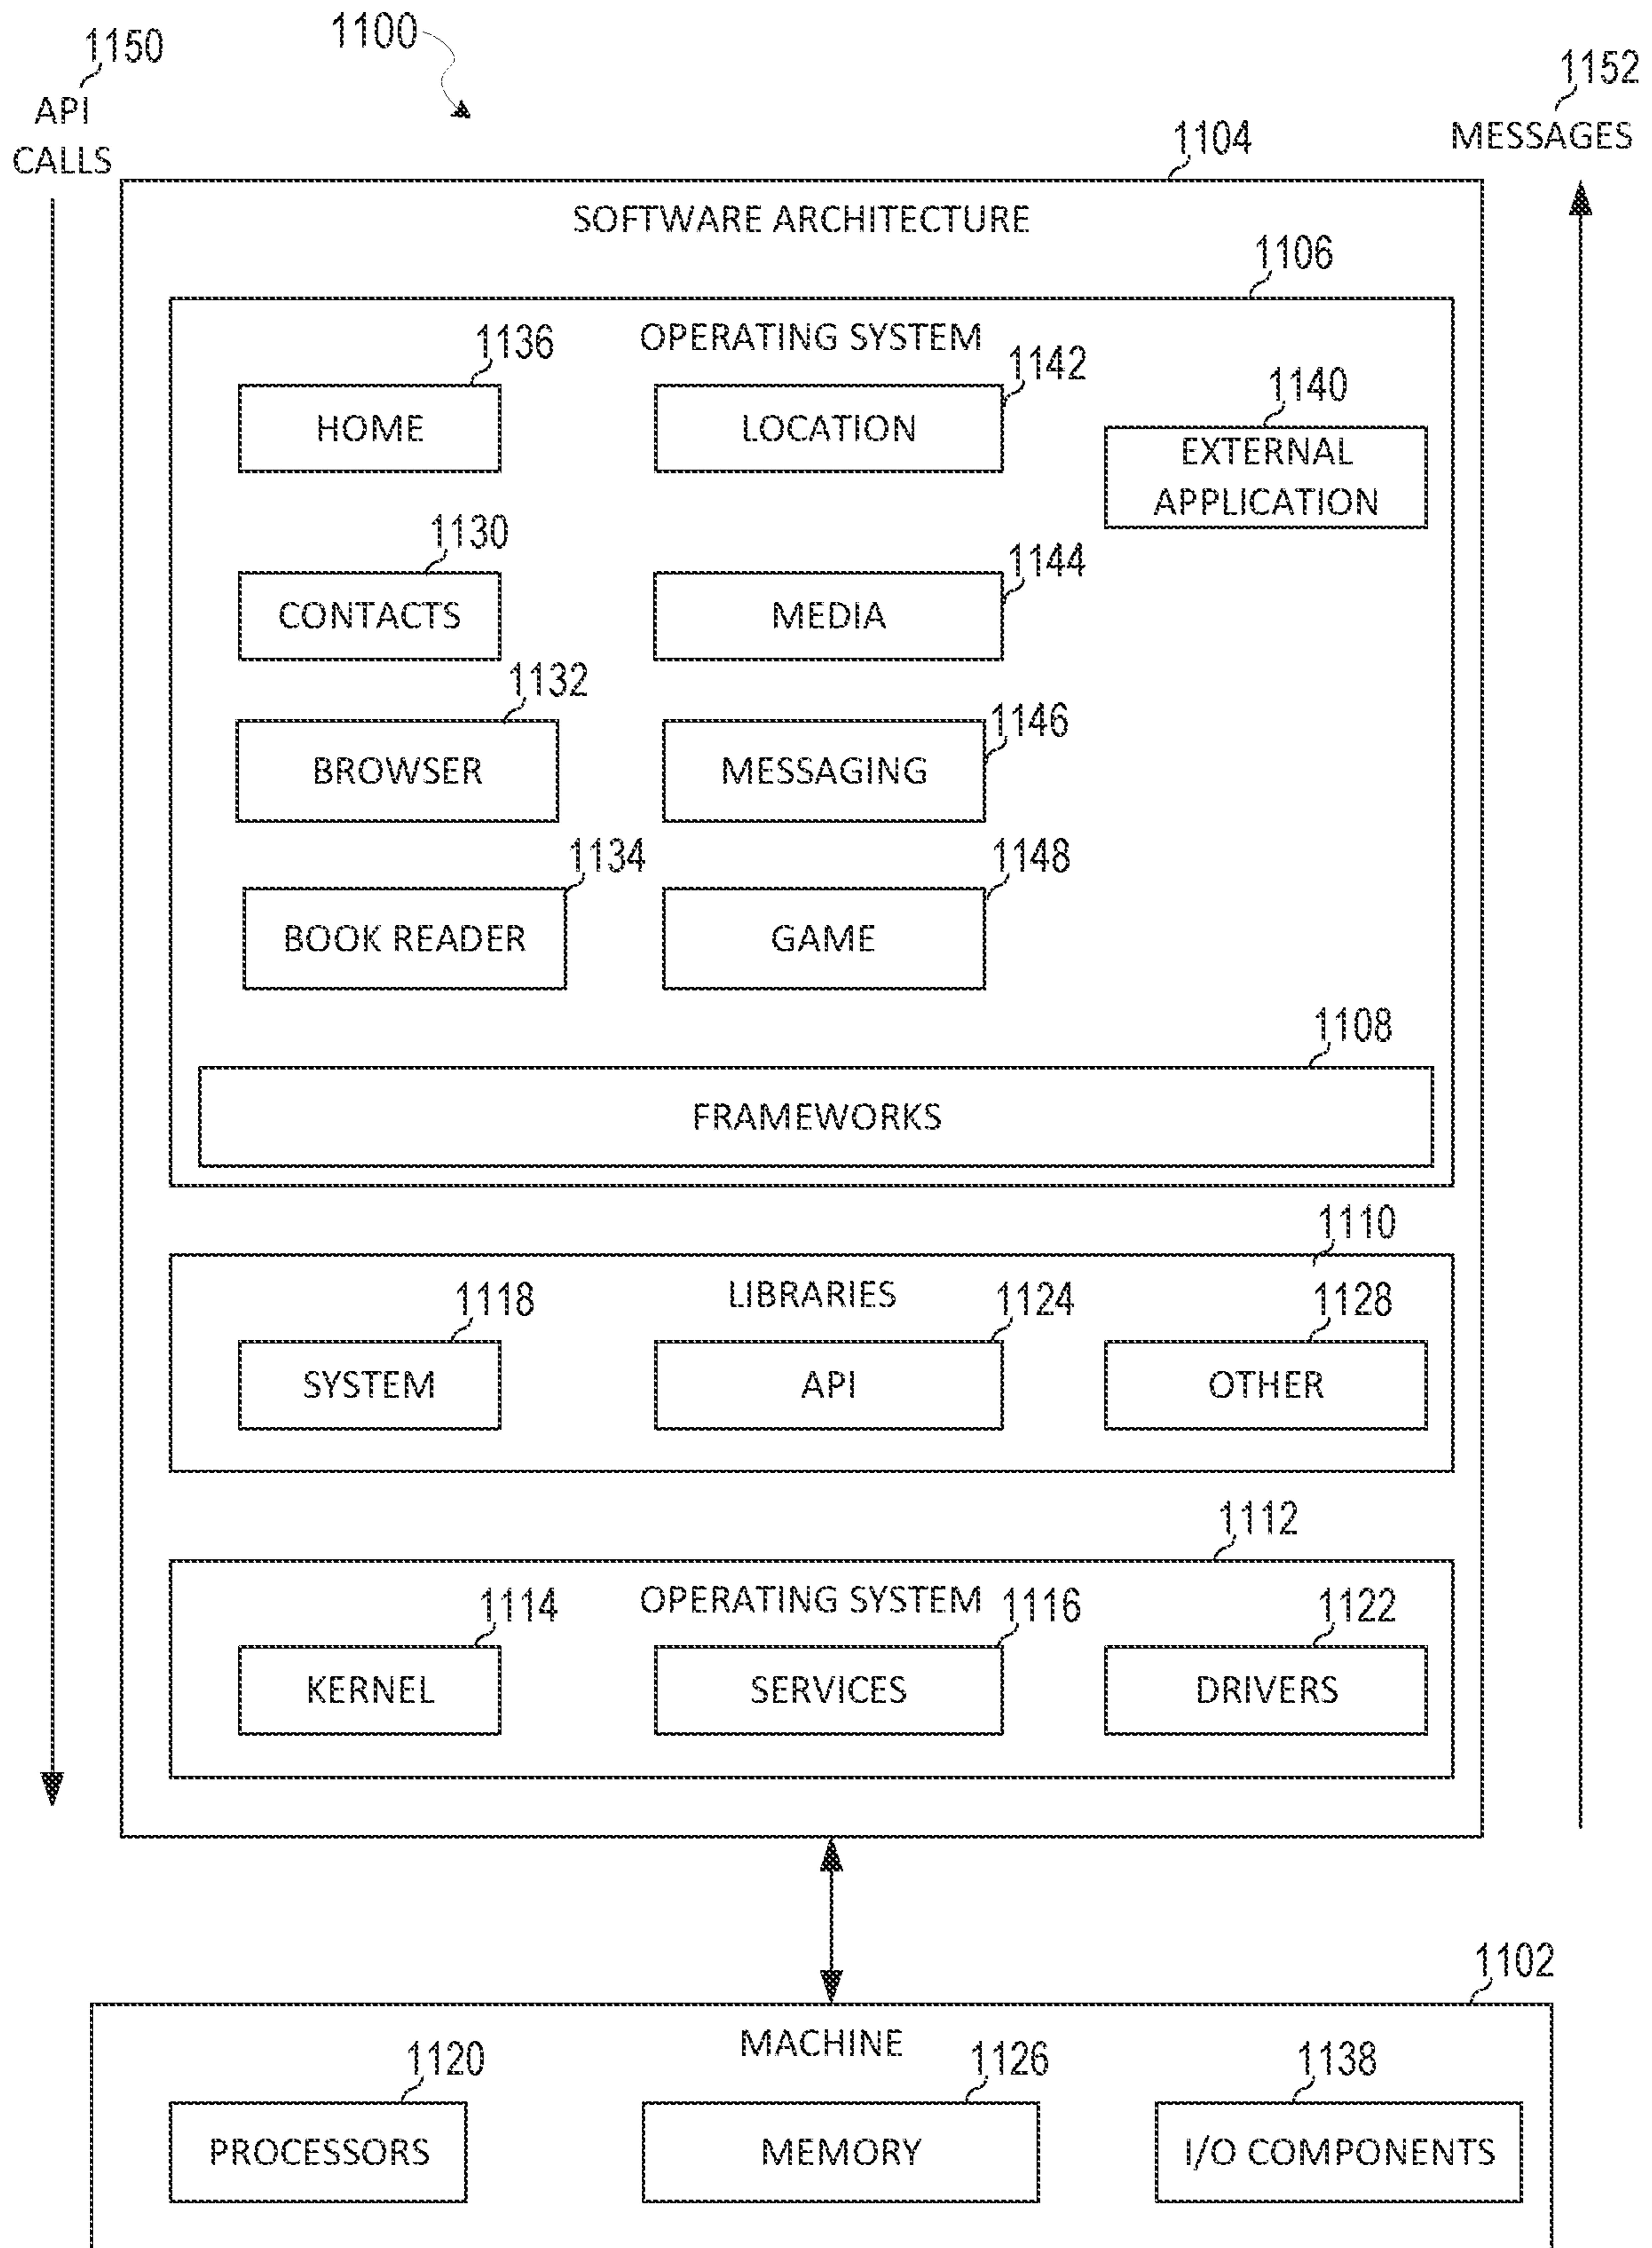 1150
1100
1152
API
CALLS
MESSAGES
1104
SOFTWARE ARCHITECTURE
1106
OPERATING SYSTEM
1136
HOME
1142
LOCATION
1140
EXTERNAL
APPLICATION
1130
CONTACTS
1144
MEDIA
1132
BROWSER
1146
MESSAGING
1134
BOOK READER
1148
GAME
1108
FRAMEWORKS
1110
LIBRARIES
1118
SYSTEM
1124
API
1128
OTHER
1112
OPERATING SYSTEM
1114
KERNEL
1116
SERVICES
1122
DRIVERS
1102
MACHINE
1120
PROCESSORS
1126
MEMORY
1138
I/O COMPONENTS